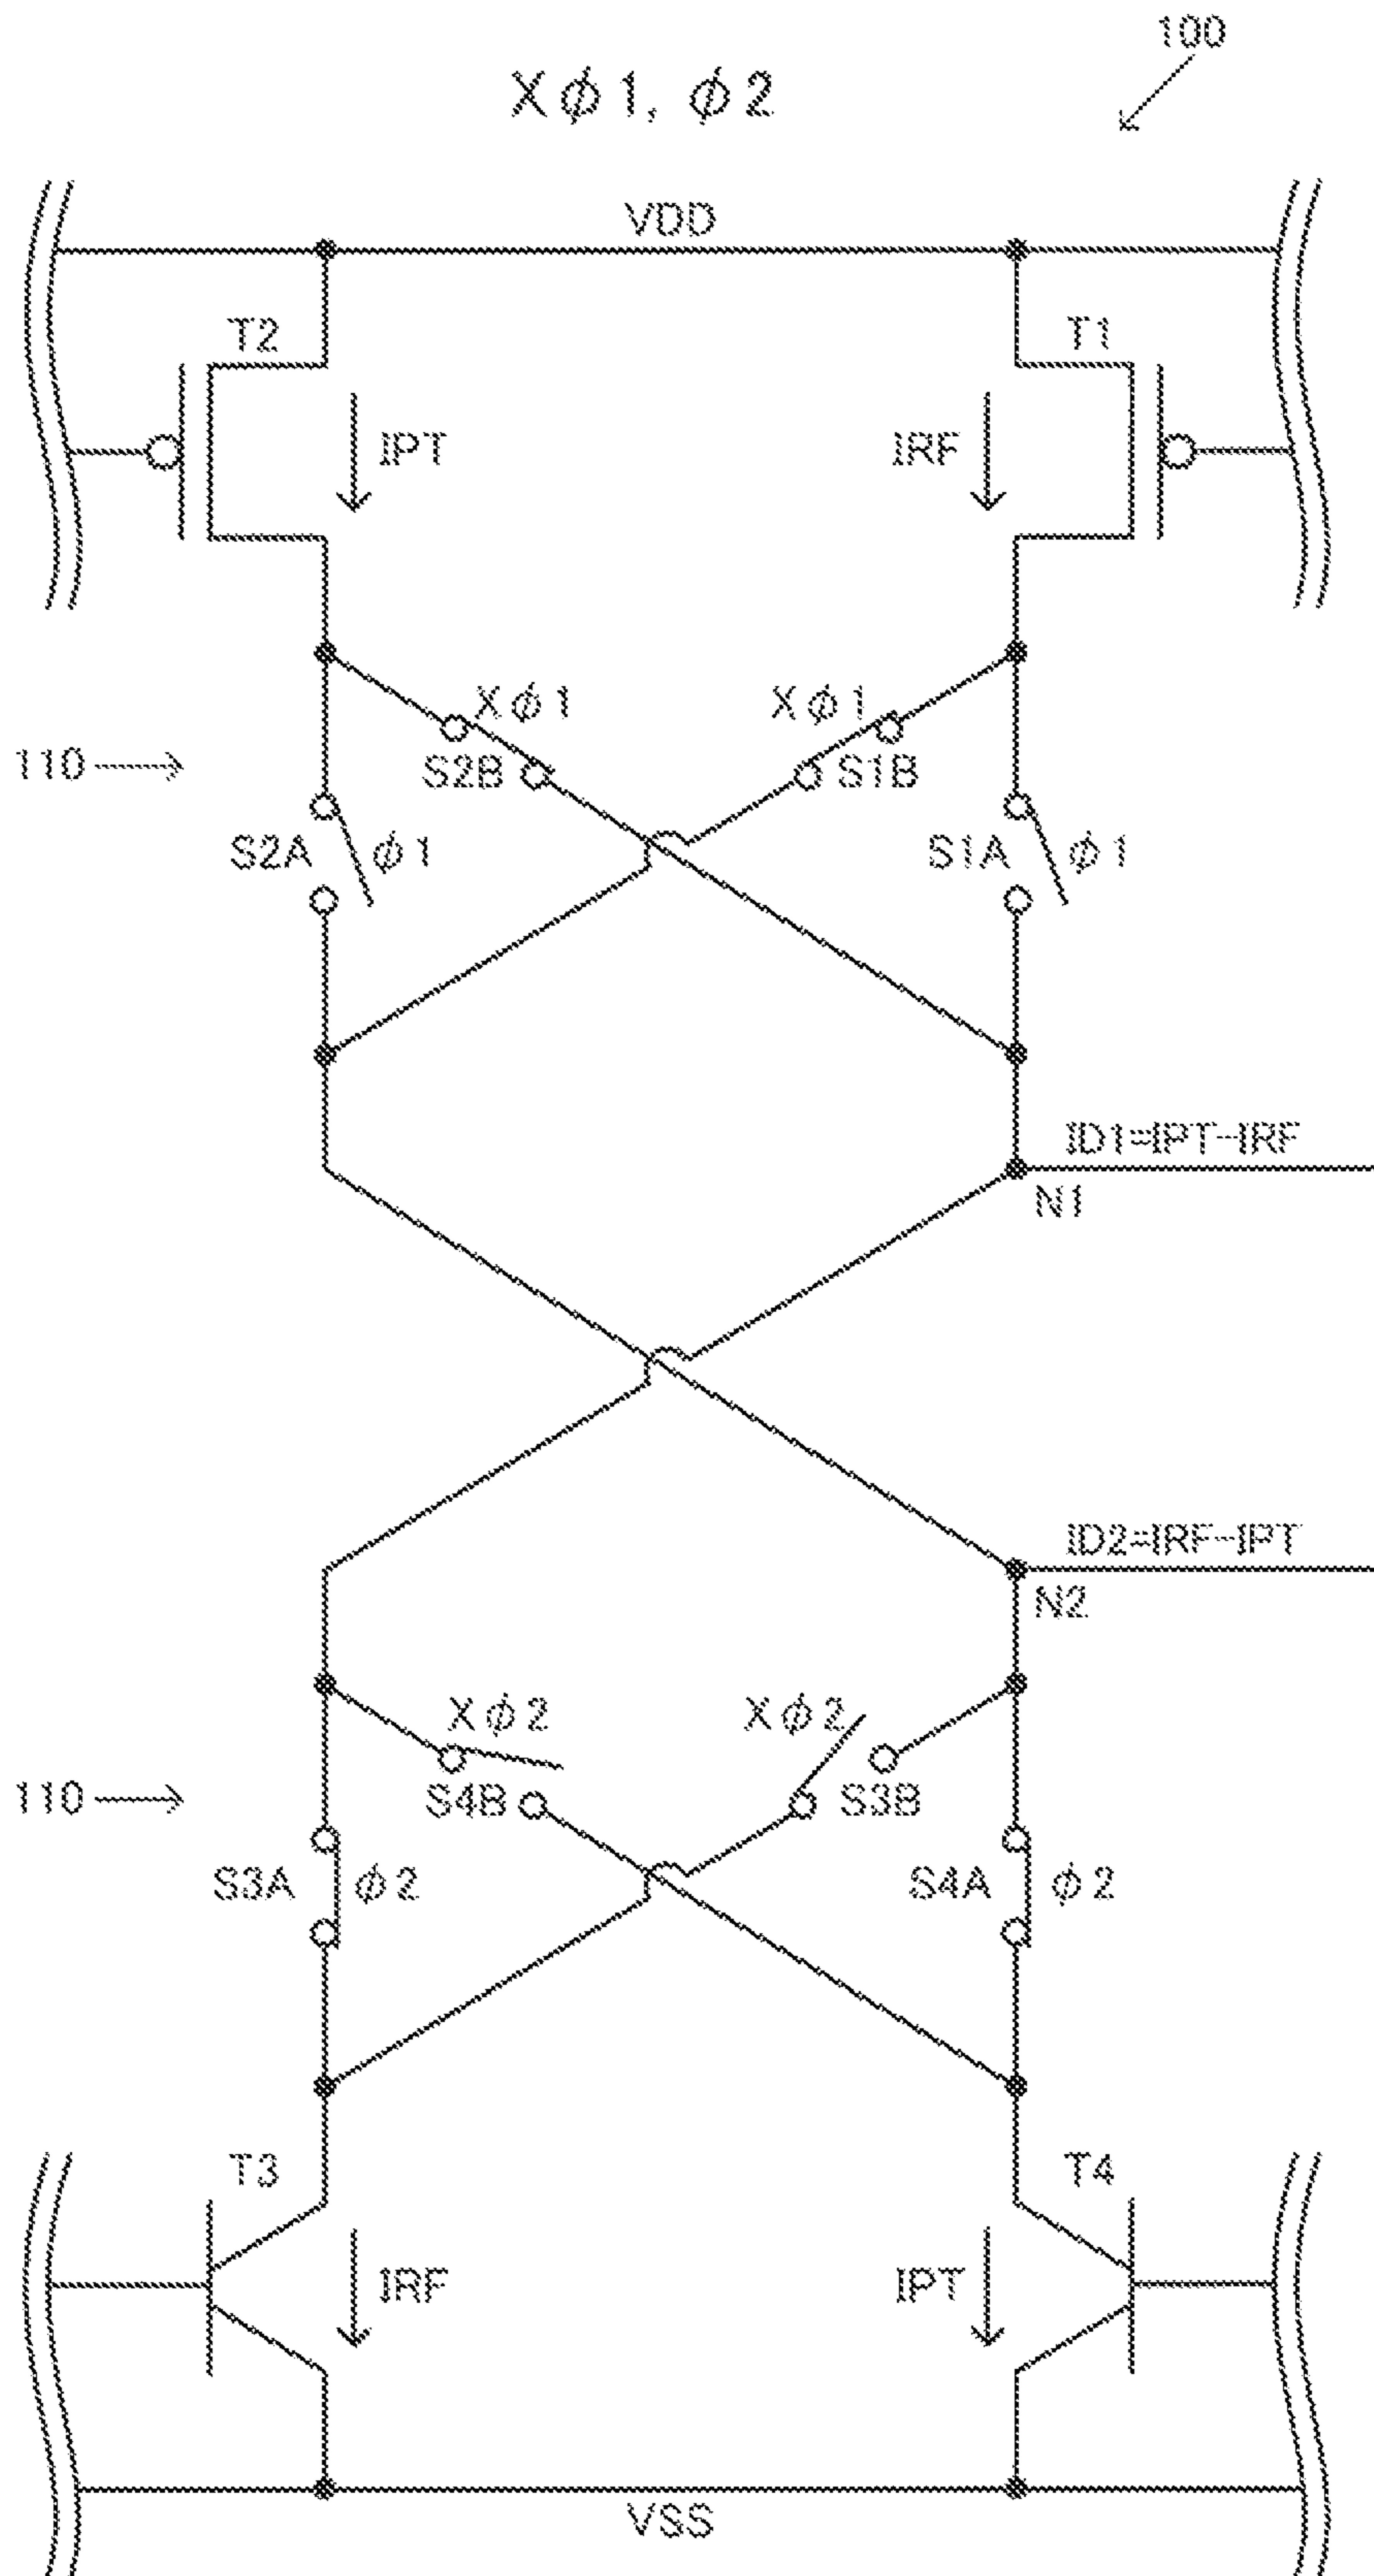 100
Xφ1, φ2
VDD
T2
T1
IPT
IRF
Xφ1
Xφ1
110
S2B
S1B
S2A
φ1
S1A
φ1
ID1=IPT-IRF
N1
ID2=IRF-IPT
N2
Xφ2
Xφ2
110
S4B
S3B
S3A
φ2
S4A
φ2
T3
T4
IRF
IPT
VSS